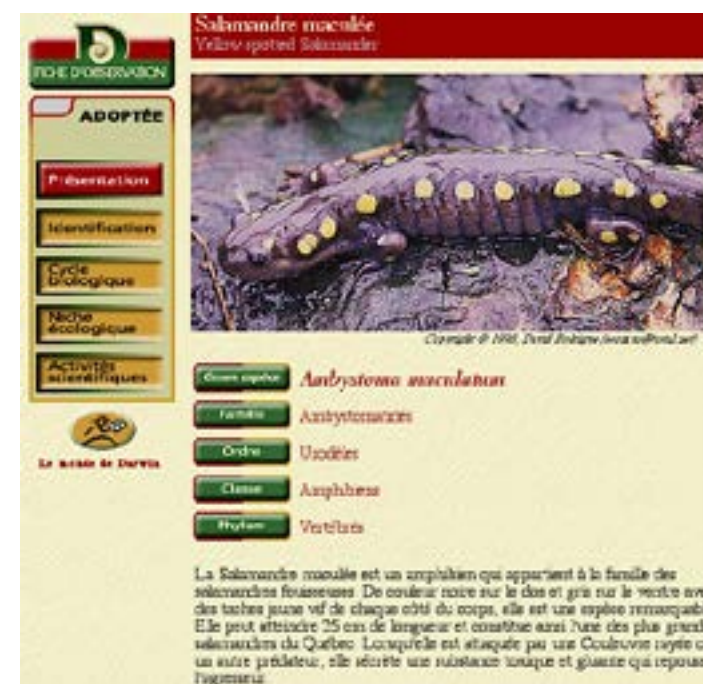 Salamandre maculée
Yellow-spotted Salamander
D
FICHE D'OBSERVATION
ADOPTÉE
Présentation
Identification
Cycle
biologique
Niche
écologique
Activités
scientifiques
Le monde de Darwin
Copyright © 1998, David
Genre espèce
Ambystoma maculatum
Famille
Ambystomatidés
Ordre
Urodèles
Classe
Amphibiens
Phylum
Vertébrés
La Salamandre maculée est un amphibien qui appartient à la famille des
salamandres fouisseuses. De couleur noire sur le dos et gris sur le ventre
des taches jaune vif de chaque côté du corps, elle est une espèce
Elle peut atteindre 25 cm de longueur et constitue ainsi l'une des plus
salamandres du Québec. Lorsqu'elle est attaquée par une Couleuvre rayée
un autre prédateur, elle sécrète une substance toxique et gluante qui
l'agresseur.